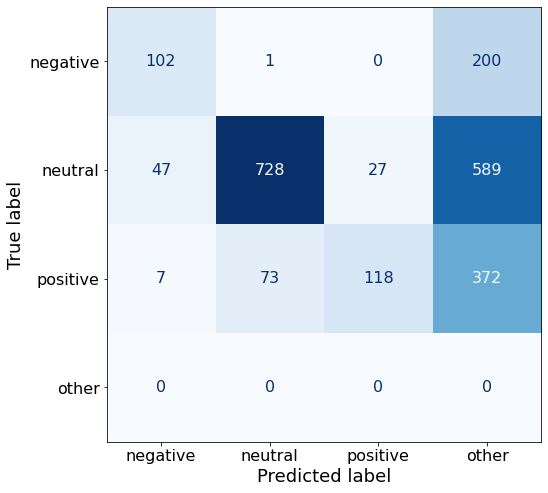 negative 102 1 0 200
neutral 47 728 27 589
positive 7 73 118 372
other 0 0 0 0
negative neutral positive other
Predicted label
True label